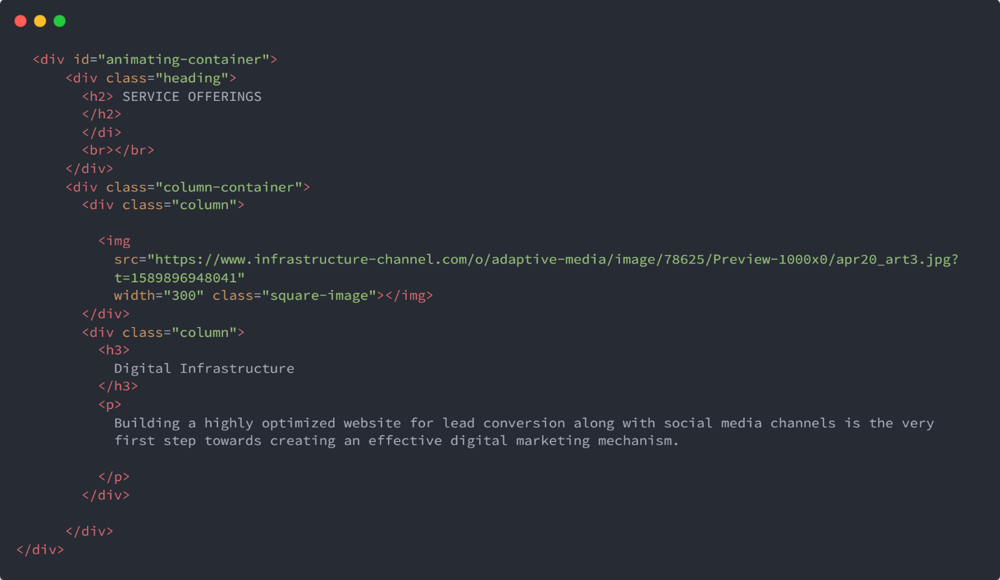 <div id="animating-container">
<div class="heading">
<h2> SERVICE OFFERINGS
</h2>
</di>
<br></br>
</div>
<div class="column-container">
<div class="column">
<img
src="https://www.infrastructure-channel.com/o/adaptive-media/image/78625/Preview-1000x0/apr20_art3.jpg?
t=1589896948041"
width="300" class="square-image"></img>
</div>
<div class="column">
<h3>
Digital Infrastructure
</h3>
<p>
Building a highly optimized website for lead conversion along with social media channels is the very
first step towards creating an effective digital marketing mechanism.
</p>
</div>
</div>
</div>